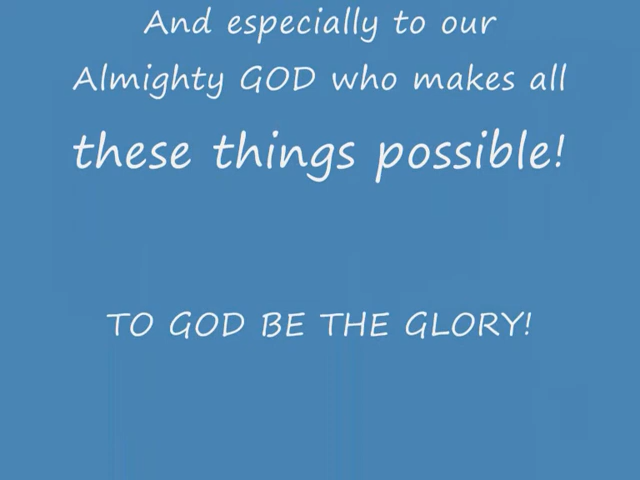 And especially to our
Almighty GOD who makes all
these things possible!
TO GOD BE THE GLORY!